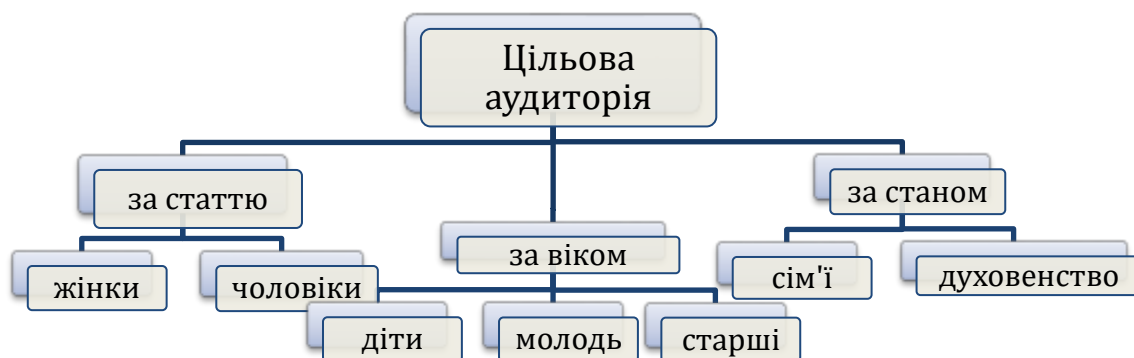 Цільова
аудиторія
за статтю
за станом
за віком
жінки
чоловіки
сім'ї
духовенство
діти
молодь
старші